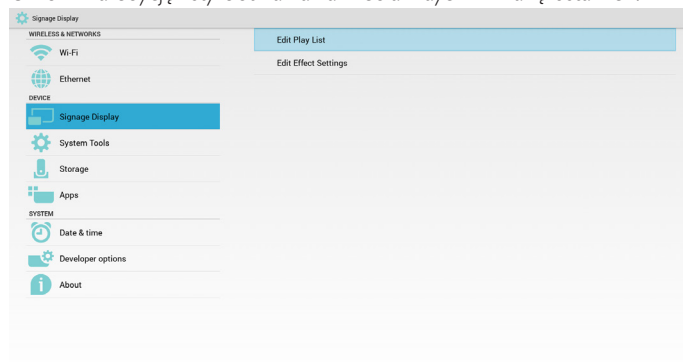 Signage Display
WIRELESS & NETWORKS
Wi-Fi
Ethernet
DEVICE
Signage Display
System Tools
Storage
Apps
SYSTEM
Date & time
Developer options
About
Edit Play List
Edit Effect Settings